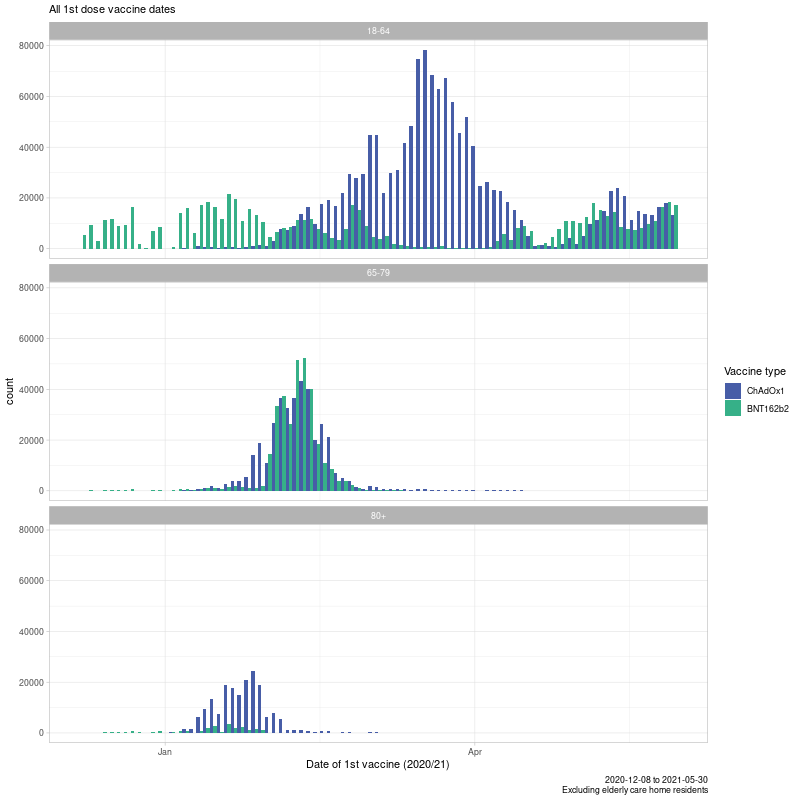 All 1st dose vaccine dates
18-64
80000
60000
40000
20000
0
65-79
80000
60000
40000
20000
0
count
80+
80000
60000
40000
20000
0
Jan
Apr
Date of 1st vaccine (2020/21)
Vaccine type
ChAdOx1
BNT162b2
2020-12-08 to 2021-05-30
Excluding elderly care home residents